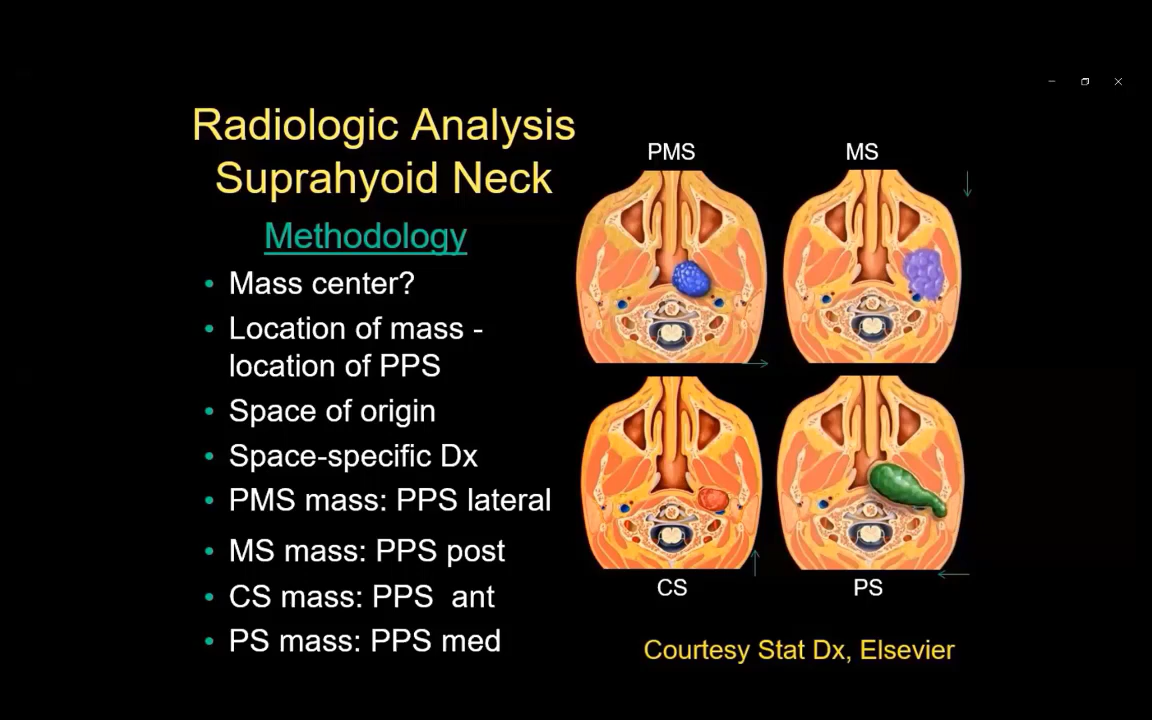 Radiologic Analysis
Suprahyoid Neck
Methodology
• Mass center?
• Location of mass -
location of PPS
• Space of origin
• Space-specific Dx
• PMS mass: PPS lateral
• MS mass: PPS post
• CS mass: PPS ant
• PS mass: PPS med
PMS
MS
CS
PS
Courtesy Stat Dx, Elsevier